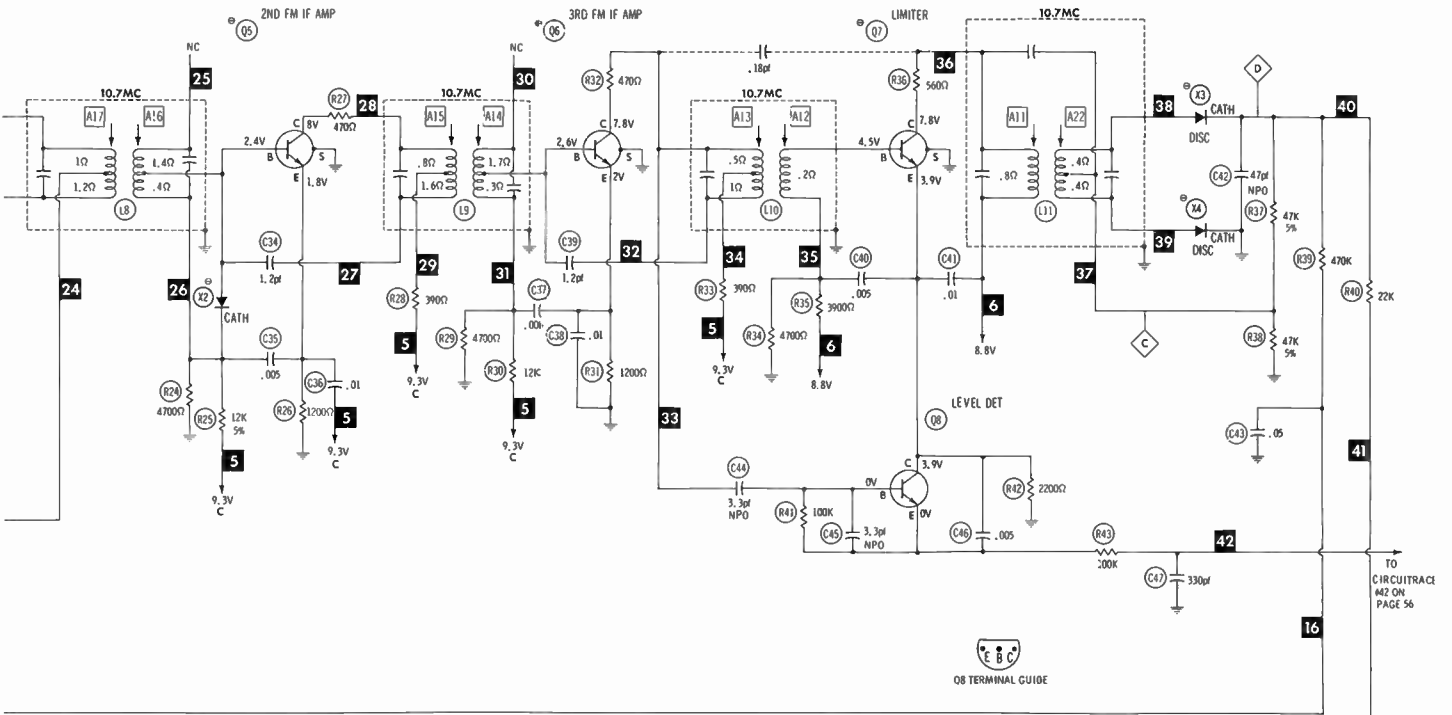 2ND FM IF AMP
Q5
3RD FM IF AMP
Q6
LIMITER
Q7
10.7MC
NC
25
10.7MC
A17
A16
1Ω
1.2Ω
1.4Ω
.4Ω
L8
2.4V
B
C
8V
S
E
1.8V
R27
470Ω
28
NC
30
10.7MC
A15
A14
.8Ω
1.6Ω
1.7Ω
.3Ω
L9
2.6V
B
C
7.8V
S
E
2V
R32
470Ω
.18pf
10.7MC
A13
A12
.5Ω
1Ω
.2Ω
L10
4.5V
B
R36
560Ω
C
7.8V
S
E
3.9V
36
A11
A22
.8Ω
.4Ω
.4Ω
L11
38
X3
CATH
DISC
D
40
C42
47pf
NPO
X4
CATH
DISC
39
R37
47K
5%
37
R39
470K
R40
22K
C
R38
47K
5%
24
26
X2
CATH
C34
1.2pf
27
C35
.005
R24
4700Ω
R25
12K
5%
5
9.3V
C
R26
1200Ω
C36
.01
5
9.3V
C
29
R28
390Ω
5
9.3V
C
31
R29
4700Ω
R30
12K
5
9.3V
C
C37
C38
.01
R31
1200Ω
C39
1.2pf
32
33
34
R33
390Ω
5
9.3V
C
35
C40
.005
R34
4700Ω
R35
3900Ω
6
8.8V
C41
.01
6
8.8V
LEVEL DET
Q8
C
3.9V
0V
B
E
0V
C44
3.3pf
NPO
R41
100K
C45
3.3pf
NPO
C46
.005
R42
2200Ω
R43
C47
330pf
42
TO
CIRCUITRACE
#42 ON
PAGE 56
C43
.05
41
16
E B C
Q8 TERMINAL GUIDE